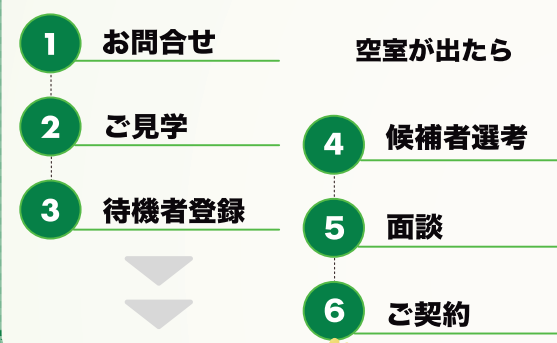 1 お問合せ
2 ご見学
3 待機者登録
空室が出たら
4 候補者選考
5 面談
6 ご契約